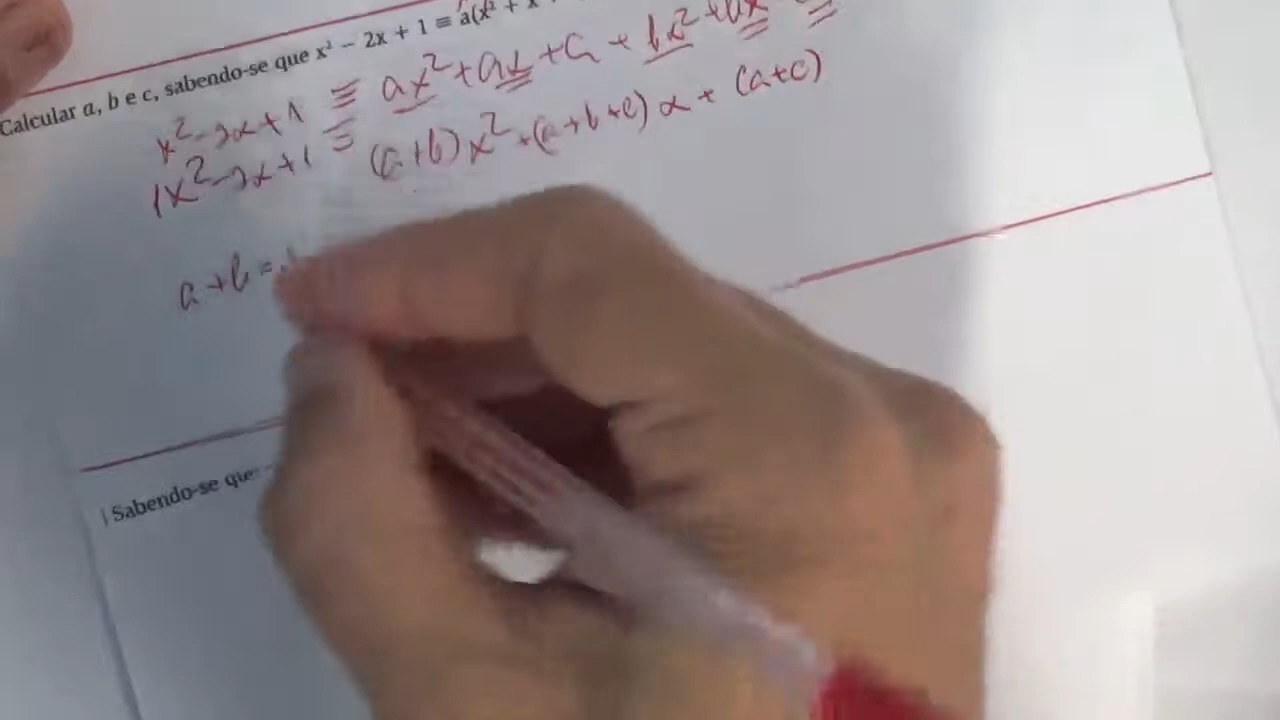 Calcular a, b e c, sabendo-se que x² − 2x + 1 ≡ a(x² + x
x² - 2x + 1 ≡ ax² + ax + a + bx² + bx
1x² - 2x + 1 ≡ (a+b)x² + (a+b+c)x + (a+c)
a + b =
Sabendo-se que: